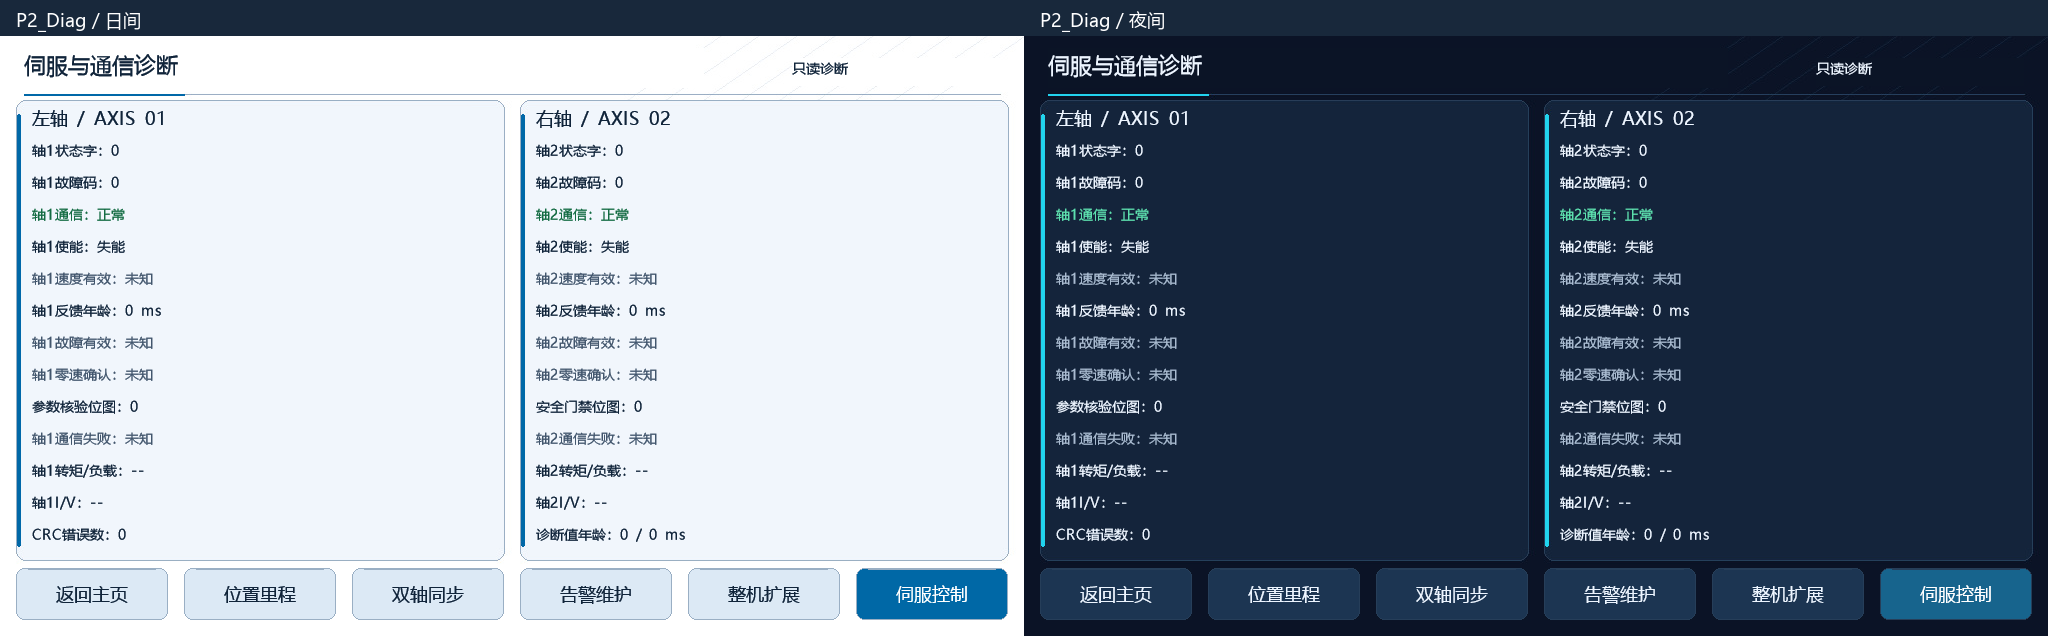 P2_Diag / 日间
伺服与通信诊断
只读诊断
左轴 / AXIS 01
轴1状态字: 0
轴1故障码: 0
轴1通信: 正常
轴1使能: 失能
轴1速度有效: 未知
轴1反馈年龄: 0 ms
轴1故障有效: 未知
轴1零速确认: 未知
参数核验位图: 0
轴1通信失败: 未知
轴1转矩/负载: --
轴1I/V: --
CRC错误数: 0
右轴 / AXIS 02
轴2状态字: 0
轴2故障码: 0
轴2通信: 正常
轴2使能: 失能
轴2速度有效: 未知
轴2反馈年龄: 0 ms
轴2故障有效: 未知
轴2零速确认: 未知
安全门禁位图: 0
轴2通信失败: 未知
轴2转矩/负载: --
轴2I/V: --
诊断值年龄: 0 / 0 ms
返回主页
位置里程
双轴同步
告警维护
整机扩展
伺服控制
P2_Diag / 夜间
伺服与通信诊断
只读诊断
左轴 / AXIS 01
轴1状态字: 0
轴1故障码: 0
轴1通信: 正常
轴1使能: 失能
轴1速度有效: 未知
轴1反馈年龄: 0 ms
轴1故障有效: 未知
轴1零速确认: 未知
参数核验位图: 0
轴1通信失败: 未知
轴1转矩/负载: --
轴1I/V: --
CRC错误数: 0
右轴 / AXIS 02
轴2状态字: 0
轴2故障码: 0
轴2通信: 正常
轴2使能: 失能
轴2速度有效: 未知
轴2反馈年龄: 0 ms
轴2故障有效: 未知
轴2零速确认: 未知
安全门禁位图: 0
轴2通信失败: 未知
轴2转矩/负载: --
轴2I/V: --
诊断值年龄: 0 / 0 ms
返回主页
位置里程
双轴同步
告警维护
整机扩展
伺服控制